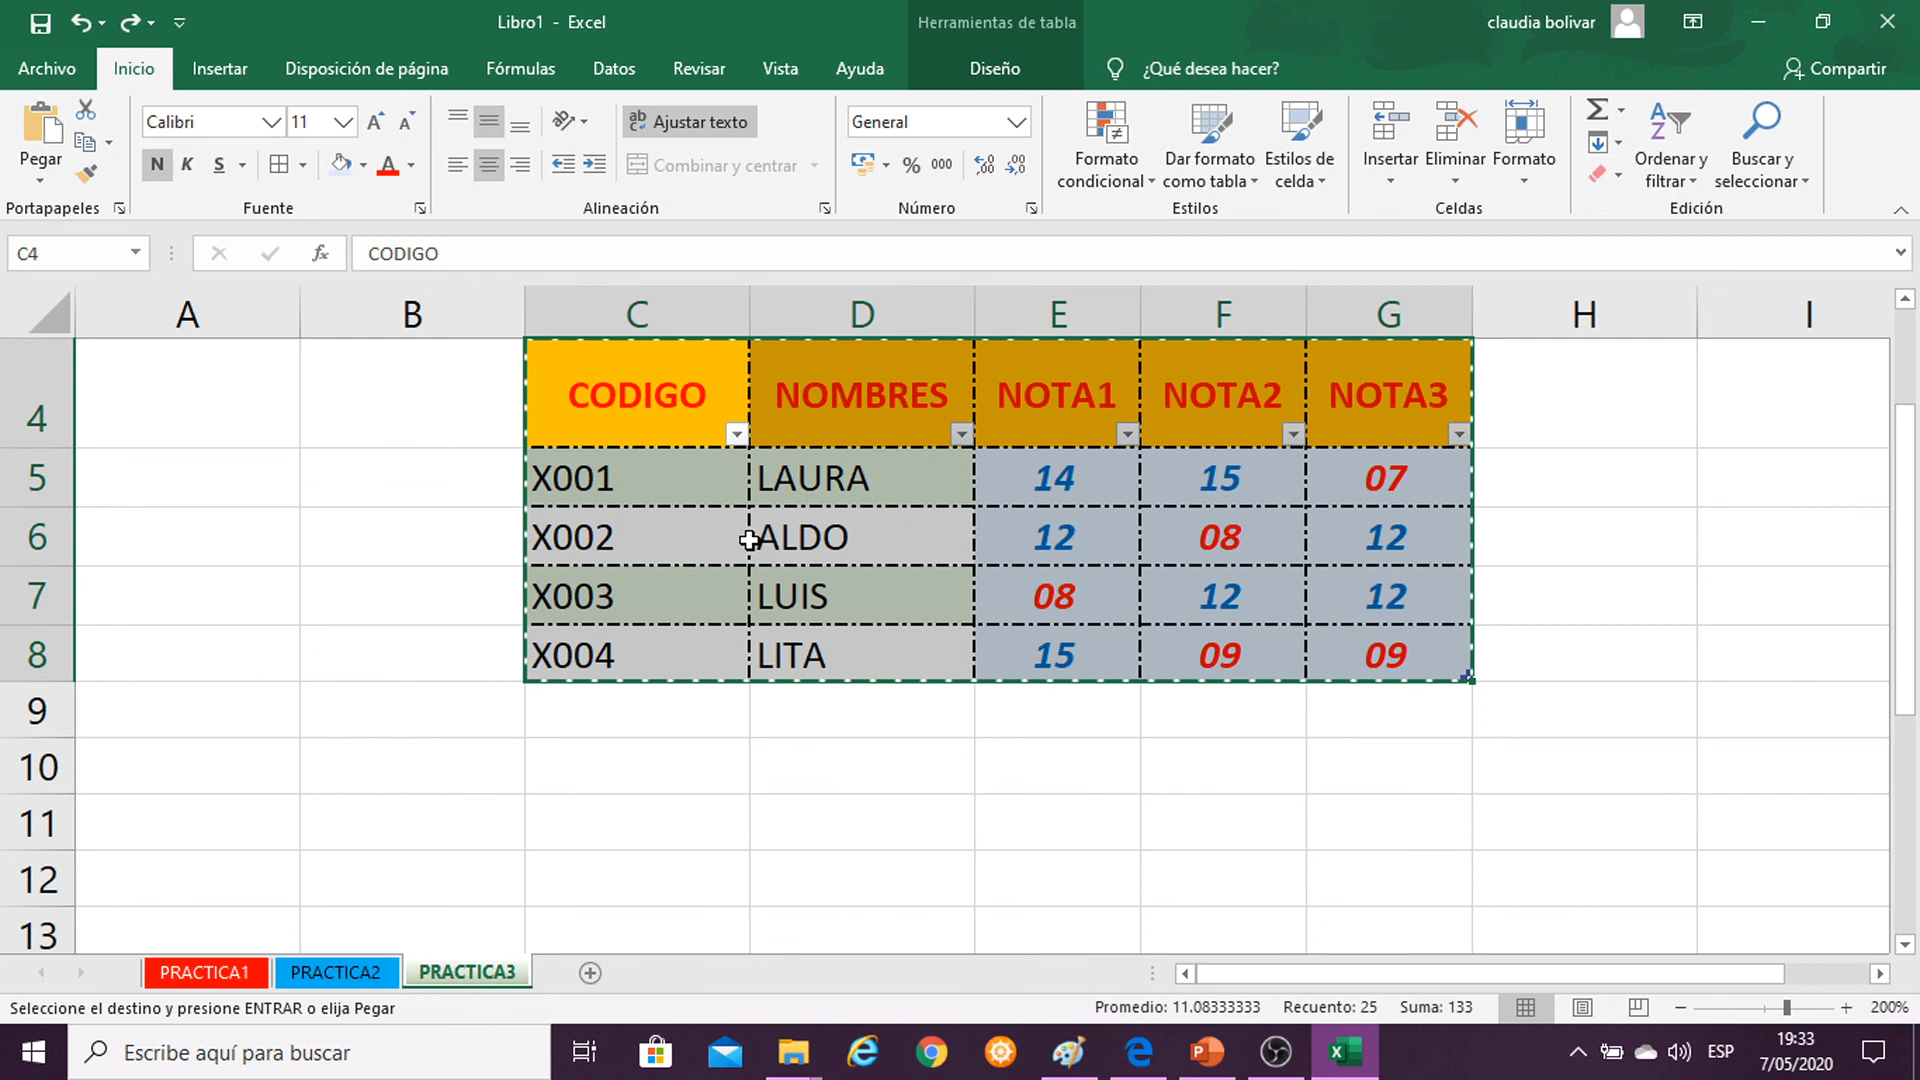 Libro1 - Excel
Herramientas de tabla
claudia bolivar
Archivo Inicio Insertar Disposición de página Fórmulas Datos Revisar Vista Ayuda Diseño ¿Qué desea hacer? Compartir
Pegar
Portapapeles
Calibri 11
N K S A
Fuente
ab Ajustar texto
Combinar y centrar
Alineación
General
% 000
Número
Formato condicional
Dar formato como tabla
Estilos de celda
Estilos
Insertar Eliminar Formato
Celdas
Ordenar y filtrar
Buscar y seleccionar
Edición
C4 fx CODIGO
A B C D E F G H I
4 CODIGO NOMBRES NOTA1 NOTA2 NOTA3
5 X001 LAURA 14 15 07
6 X002 ALDO 12 08 12
7 X003 LUIS 08 12 12
8 X004 LITA 15 09 09
9
10
11
12
13
PRACTICA1 PRACTICA2 PRACTICA3
Seleccione el destino y presione ENTRAR o elija Pegar Promedio: 11.08333333 Recuento: 25 Suma: 133 200%
Escribe aquí para buscar ESP 19:33
7/05/2020